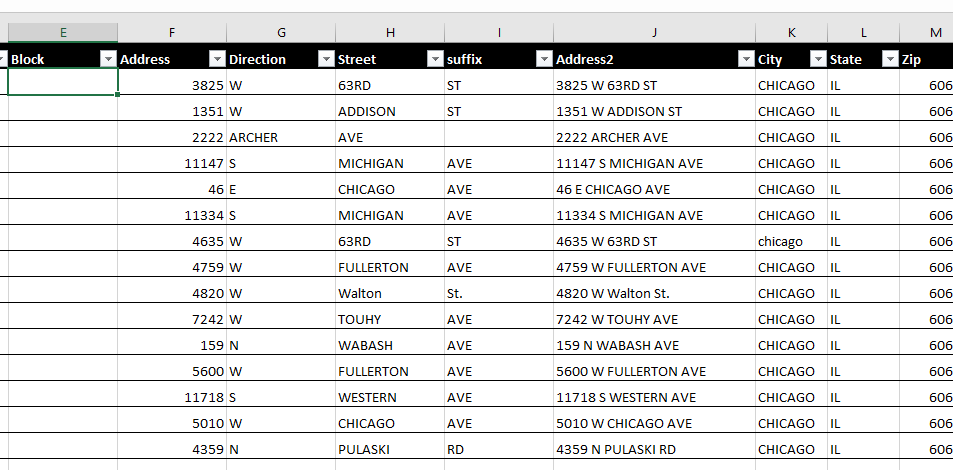 E F G H I J K L M
Block Address Direction Street suffix Address2 City State Zip
3825 W 63RD ST 3825 W 63RD ST CHICAGO IL 606
1351 W ADDISON ST 1351 W ADDISON ST CHICAGO IL 606
2222 ARCHER AVE 2222 ARCHER AVE CHICAGO IL 606
11147 S MICHIGAN AVE 11147 S MICHIGAN AVE CHICAGO IL 606
46 E CHICAGO AVE 46 E CHICAGO AVE CHICAGO IL 606
11334 S MICHIGAN AVE 11334 S MICHIGAN AVE CHICAGO IL 606
4635 W 63RD ST 4635 W 63RD ST chicago IL 606
4759 W FULLERTON AVE 4759 W FULLERTON AVE CHICAGO IL 606
4820 W Walton St. 4820 W Walton St. CHICAGO IL 606
7242 W TOUHY AVE 7242 W TOUHY AVE CHICAGO IL 606
159 N WABASH AVE 159 N WABASH AVE CHICAGO IL 606
5600 W FULLERTON AVE 5600 W FULLERTON AVE CHICAGO IL 606
11718 S WESTERN AVE 11718 S WESTERN AVE CHICAGO IL 606
5010 W CHICAGO AVE 5010 W CHICAGO AVE CHICAGO IL 606
4359 N PULASKI RD 4359 N PULASKI RD CHICAGO IL 606